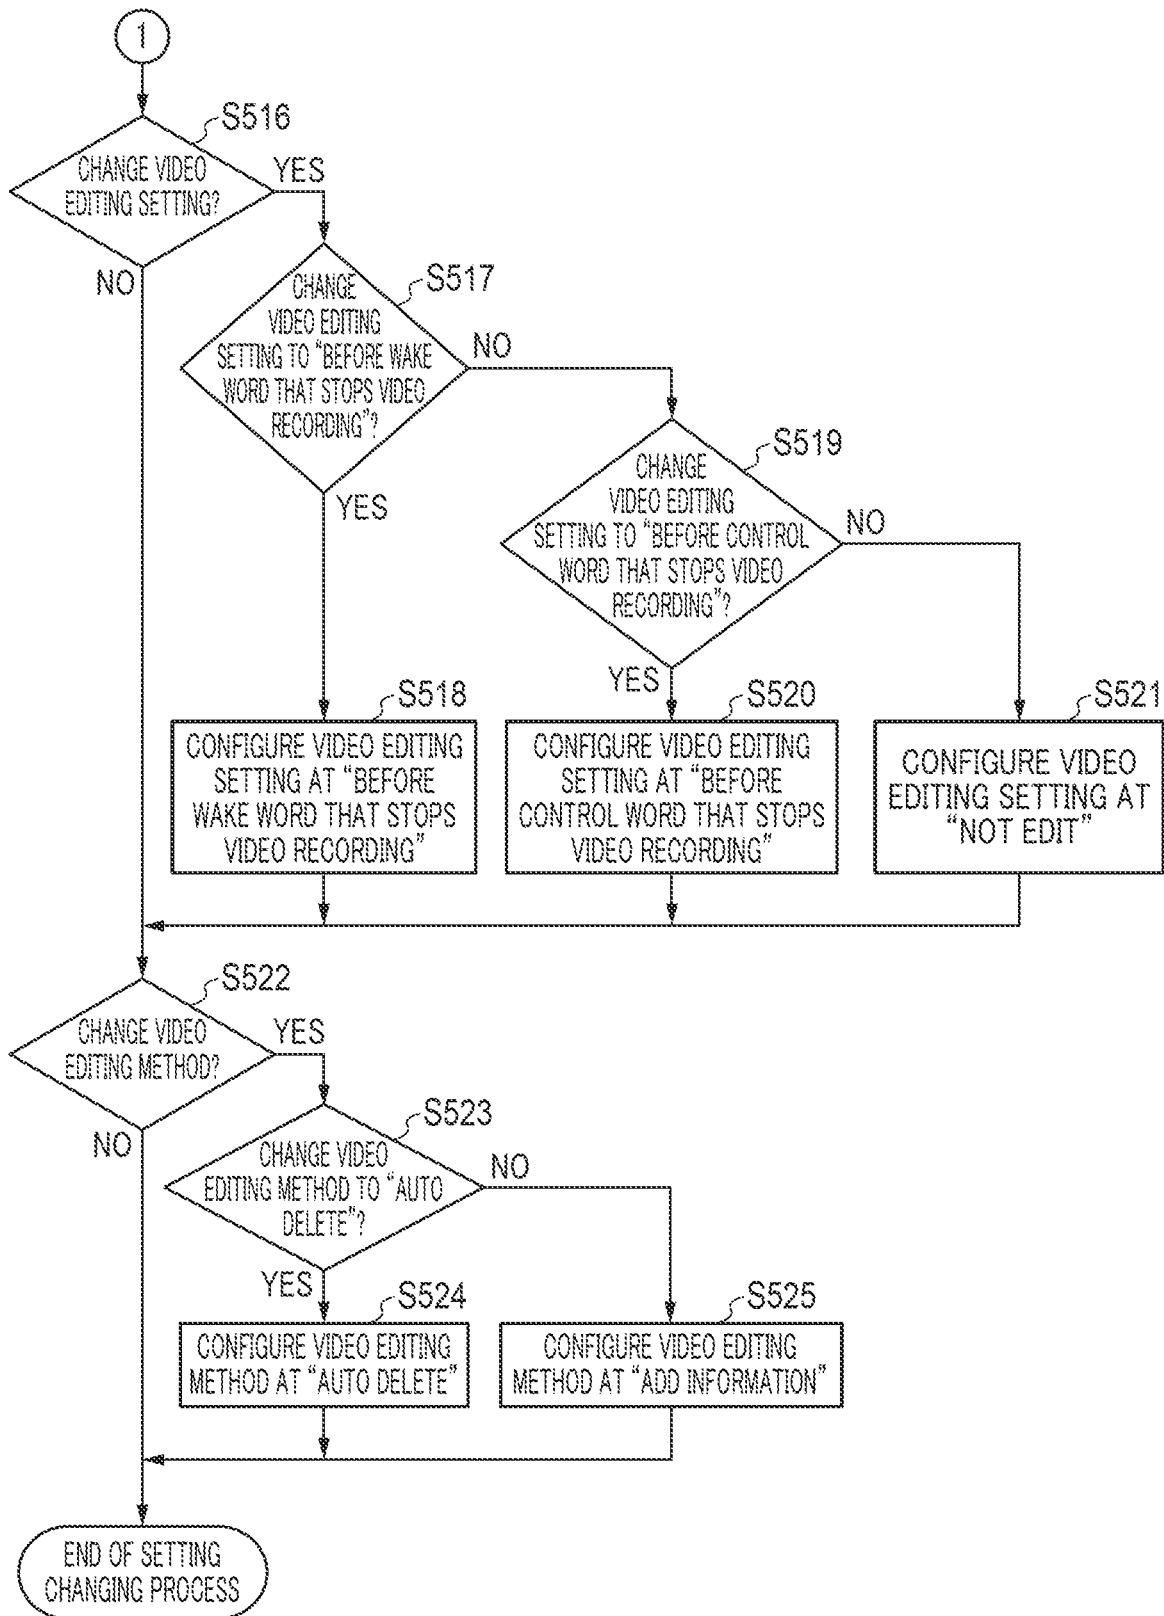 1
S516
CHANGE VIDEO
EDITING SETTING?
YES
NO
S517
CHANGE
VIDEO EDITING
SETTING TO “BEFORE WAKE
WORD THAT STOPS VIDEO
RECORDING”?
NO
YES
S519
CHANGE
VIDEO EDITING
SETTING TO “BEFORE CONTROL
WORD THAT STOPS VIDEO
RECORDING”?
NO
YES
S518
CONFIGURE VIDEO EDITING
SETTING AT “BEFORE
WAKE WORD THAT STOPS
VIDEO RECORDING”
S520
CONFIGURE VIDEO EDITING
SETTING AT “BEFORE
CONTROL WORD THAT STOPS
VIDEO RECORDING”
S521
CONFIGURE VIDEO
EDITING SETTING AT
“NOT EDIT”
S522
CHANGE VIDEO
EDITING METHOD?
YES
NO
S523
CHANGE VIDEO
EDITING METHOD TO “AUTO
DELETE”?
NO
YES
S524
CONFIGURE VIDEO EDITING
METHOD AT “AUTO DELETE”
S525
CONFIGURE VIDEO EDITING
METHOD AT “ADD INFORMATION”
END OF SETTING
CHANGING PROCESS